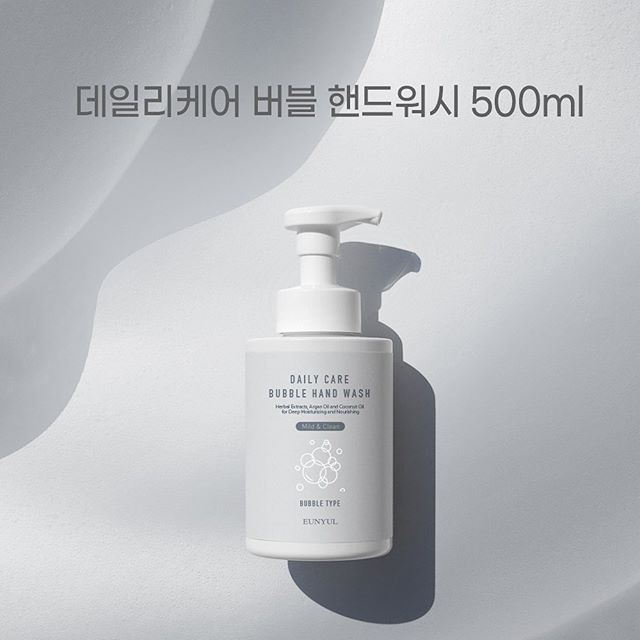 데일리케어 버블 핸드워시 500ml
DAILY CARE
BUBBLE HAND WASH
Herbal Extracts, Argan Oil and Coconut Oil
for Deep Moisturising and Nourishing
Mild & Clean
BUBBLE TYPE
EUNYUL